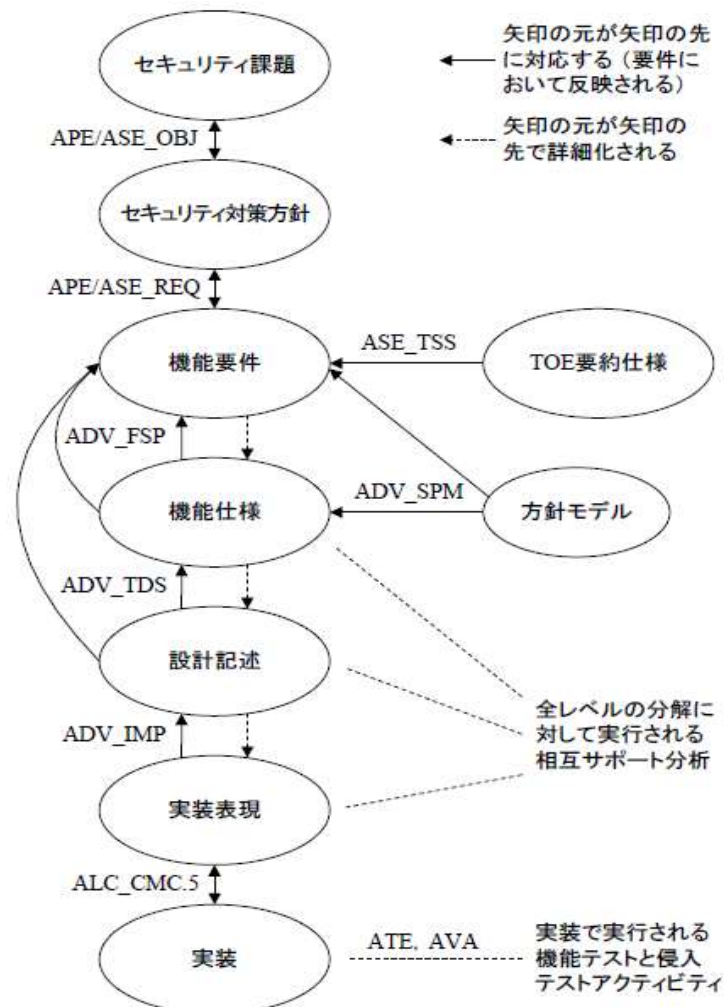 セキュリティ課題
矢印の元が矢印の先
に対応する（要件に
おいて反映される）
APE/ASE_OBJ
矢印の元が矢印の
先で詳細化される
セキュリティ対策方針
APE/ASE_REQ
機能要件
ASE_TSS
TOE要約仕様
ADV_FSP
機能仕様
ADV_SPM
方針モデル
ADV_TDS
設計記述
全レベルの分解に
対して実行される
相互サポート分析
ADV_IMP
実装表現
ALC_CMC.5
実装
ATE, AVA
実装で実行される
機能テストと侵入
テストアクティビティ